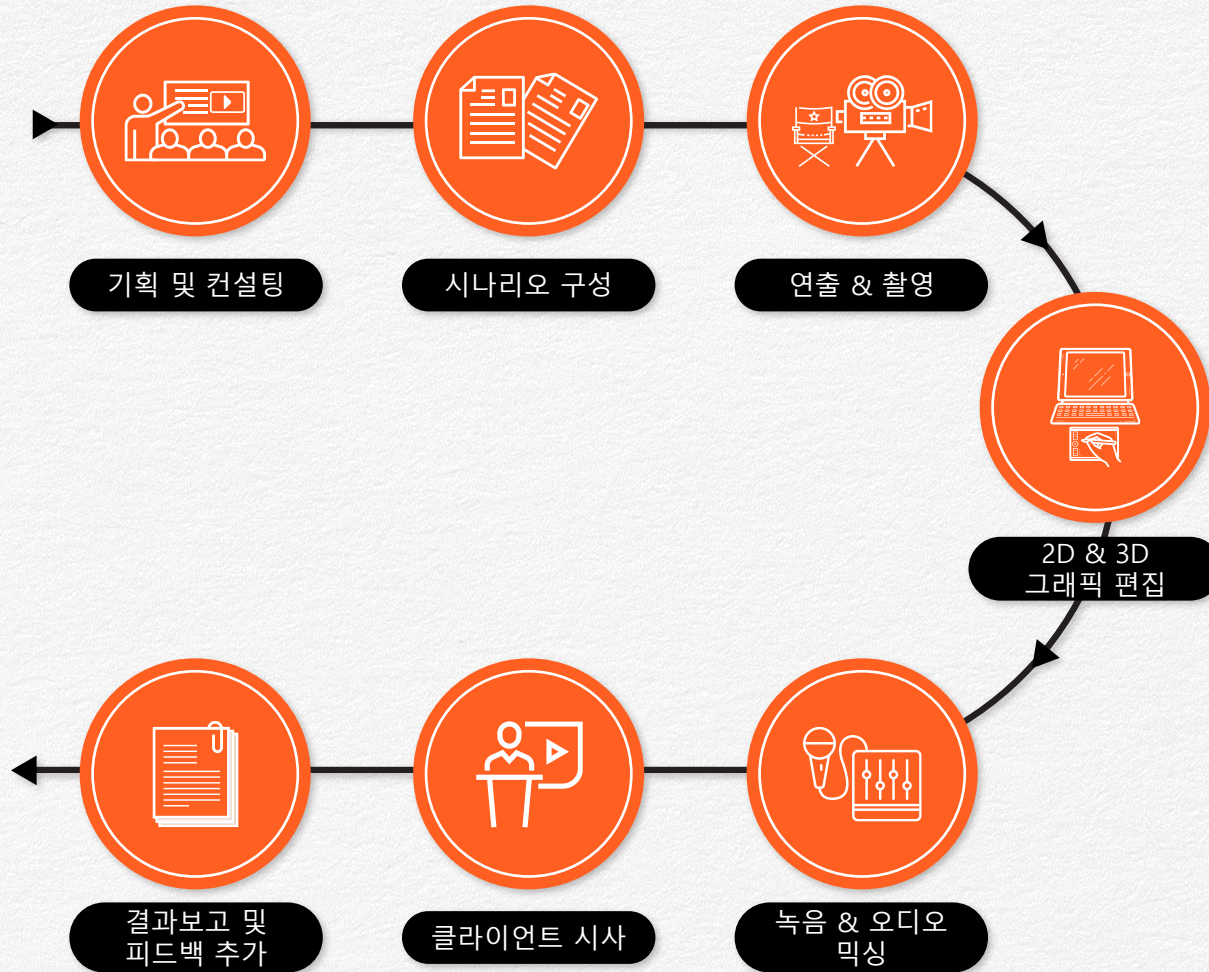 기획 및 컨설팅
시나리오 구성
연출 & 촬영
2D & 3D
그래픽 편집
녹음 & 오디오
믹싱
클라이언트 시사
결과보고 및
피드백 추가